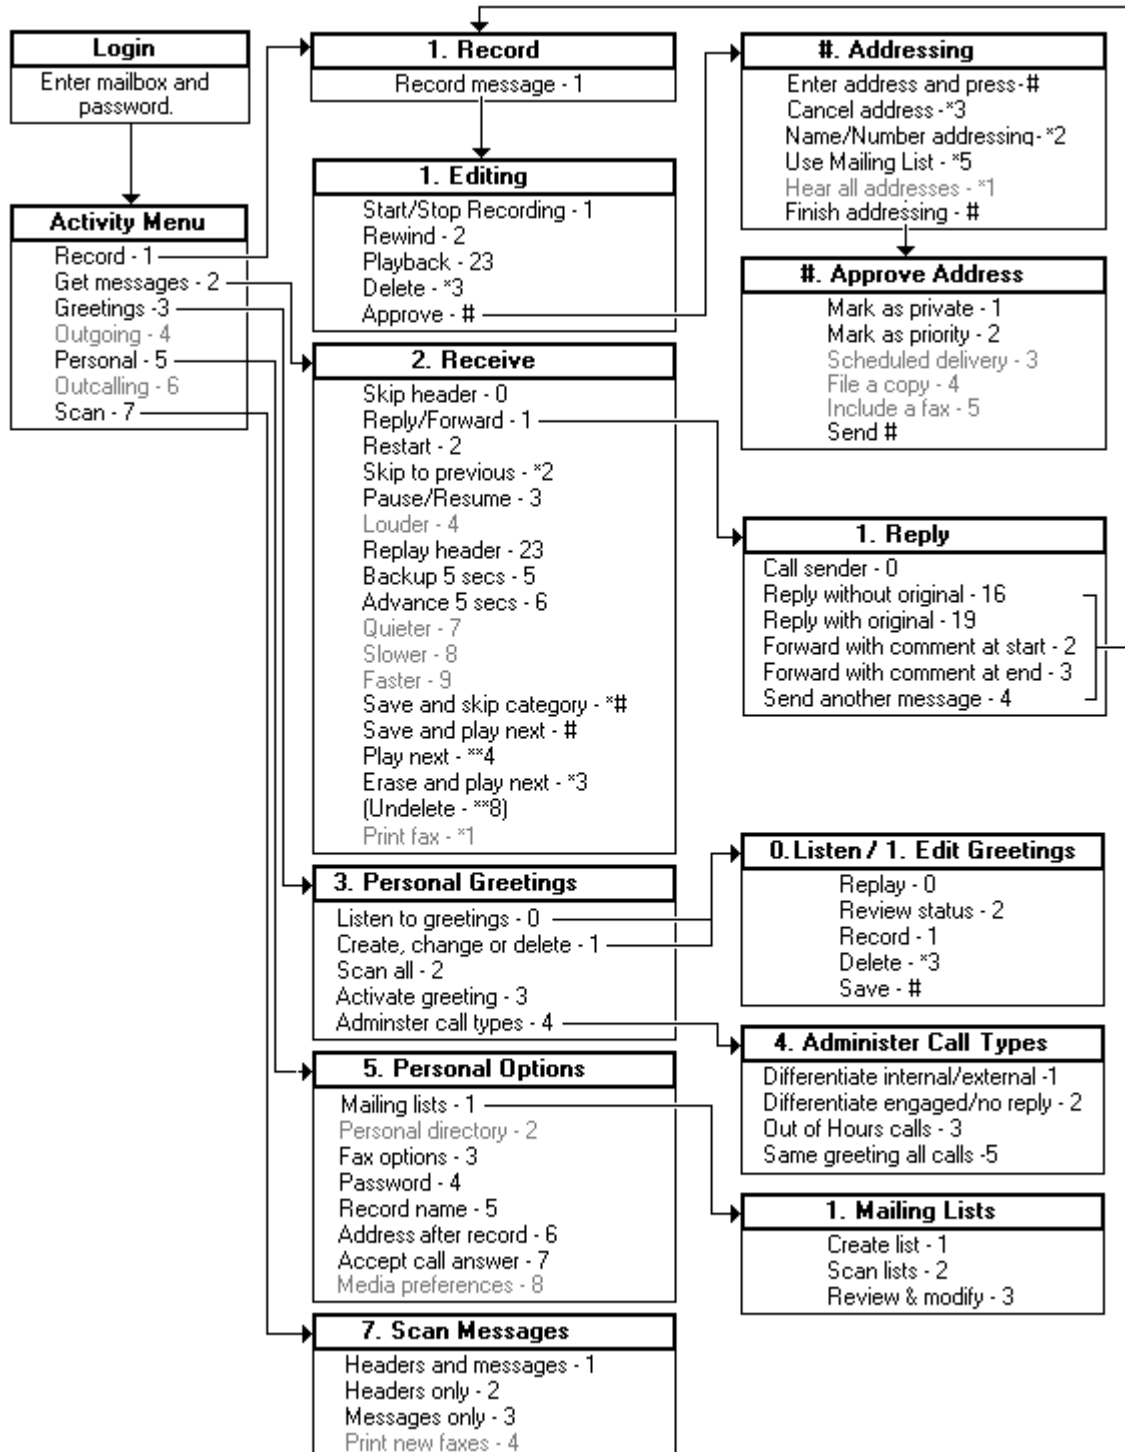 Login
Enter mailbox and
password.
Activity Menu
Record - 1
Get messages - 2
Greetings -3
Outgoing - 4
Personal - 5
Outcalling - 6
Scan - 7
1. Record
Record message - 1
1. Editing
Start/Stop Recording - 1
Rewind - 2
Playback - 23
Delete - *3
Approve - #
2. Receive
Skip header - 0
Reply/Forward - 1
Restart - 2
Skip to previous - *2
Pause/Resume - 3
Louder - 4
Replay header - 23
Backup 5 secs - 5
Advance 5 secs - 6
Quieter - 7
Slower - 8
Faster - 9
Save and skip category - *#
Save and play next - #
Play next - **4
Erase and play next - *3
(Undelete - **8)
Print fax - *1
3. Personal Greetings
Listen to greetings - 0
Create, change or delete - 1
Scan all - 2
Activate greeting - 3
Adminster call types - 4
5. Personal Options
Mailing lists - 1
Personal directory - 2
Fax options - 3
Password - 4
Record name - 5
Address after record - 6
Accept call answer - 7
Media preferences - 8
7. Scan Messages
Headers and messages - 1
Headers only - 2
Messages only - 3
Print new faxes - 4
#. Addressing
Enter address and press-#
Cancel address - *3
Name/Number addressing- *2
Use Mailing List - *5
Hear all addresses - *1
Finish addressing - #
#. Approve Address
Mark as private - 1
Mark as priority - 2
Scheduled delivery - 3
File a copy - 4
Include a fax - 5
Send #
1. Reply
Call sender - 0
Reply without original - 16
Reply with original - 19
Forward with comment at start - 2
Forward with comment at end - 3
Send another message - 4
0. Listen / 1. Edit Greetings
Replay - 0
Review status - 2
Record - 1
Delete - *3
Save - #
4. Administer Call Types
Differentiate internal/external -1
Differentiate engaged/no reply - 2
Out of Hours calls - 3
Same greeting all calls -5
1. Mailing Lists
Create list - 1
Scan lists - 2
Review & modify - 3